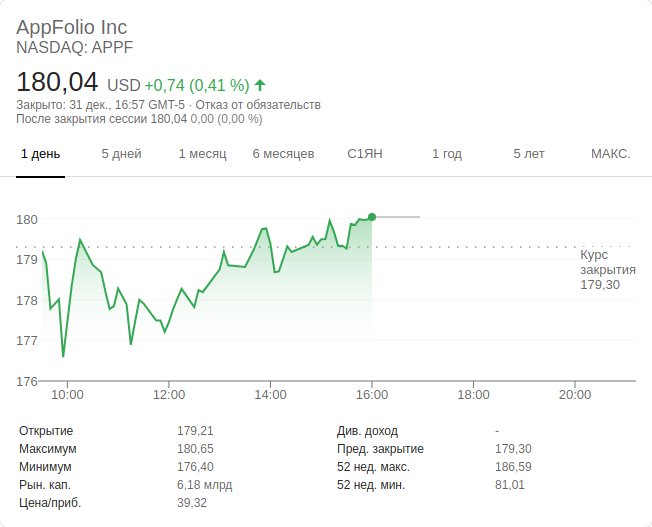 AppFolio Inc
NASDAQ: APPF
180,04 USD +0,74 (0,41 %)
Закрыто: 31 дек., 16:57 GMT-5 · Отказ от обязательств
После закрытия сессии 180,04 0,00 (0,00 %)
1 день 5 дней 1 месяц 6 месяцев С1ЯН 1 год 5 лет МАКС.
180
179
178
177
176
Курс
закрытия
179,30
10:00 12:00 14:00 16:00 18:00 20:00
Открытие 179,21 Див. доход -
Максимум 180,65 Пред. закрытие 179,30
Минимум 176,40 52 нед. макс. 186,59
Рын. кап. 6,18 млрд 52 нед. мин. 81,01
Цена/приб. 39,32